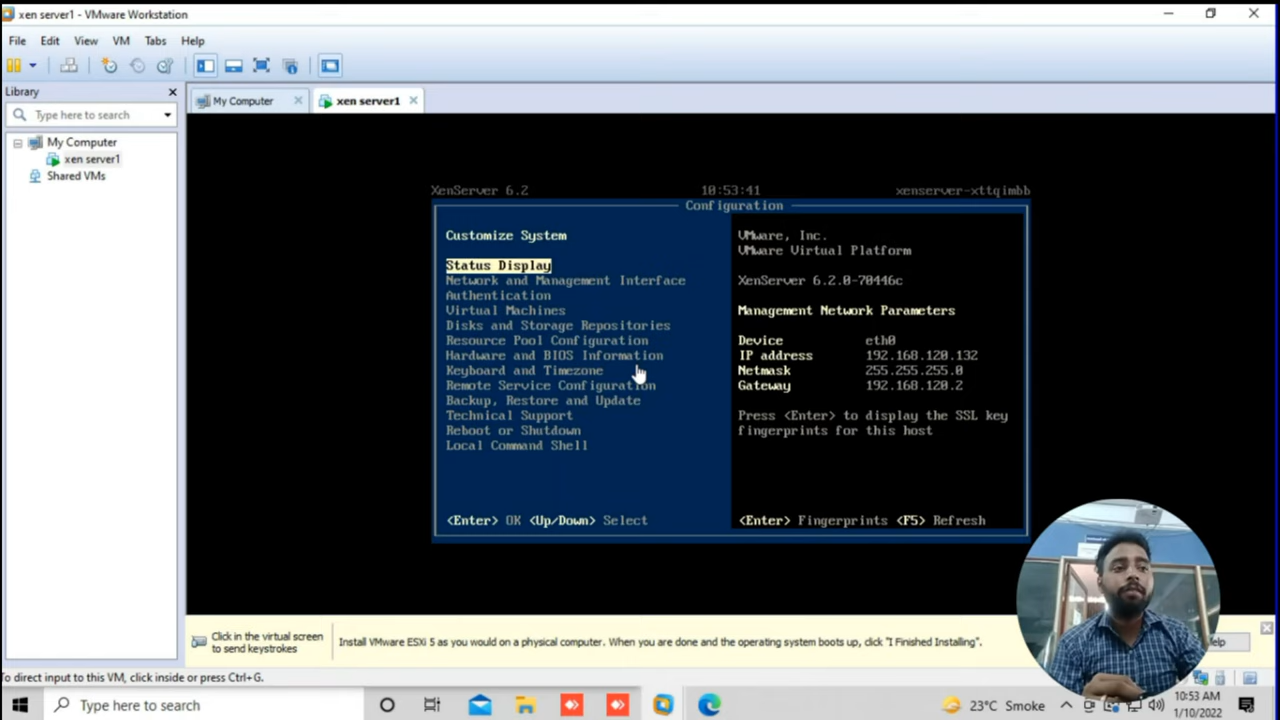 xen server1 - VMware Workstation
File Edit View VM Tabs Help
Library
Type here to search
My Computer
xen server1
Shared VMs
My Computer
xen server1
XenServer 6.2 10:53:41 xenserver-xttqimbb
Configuration
Customize System
Status Display
Network and Management Interface
Authentication
Virtual Machines
Disks and Storage Repositories
Resource Pool Configuration
Hardware and BIOS Information
Keyboard and Timezone
Remote Service Configuration
Backup, Restore and Update
Technical Support
Reboot or Shutdown
Local Command Shell
<Enter> OK <Up/Down> Select
VMware, Inc.
VMware Virtual Platform
XenServer 6.2.0-70446c
Management Network Parameters
Device eth0
IP address 192.168.120.132
Netmask 255.255.255.0
Gateway 192.168.120.2
Press <Enter> to display the SSL key
fingerprints for this host
<Enter> Fingerprints <F5> Refresh
Click in the virtual screen
to send keystrokes
Install VMware ESXi 5 as you would on a physical computer. When you are done and the operating system boots up, click "I Finished Installing".
elp
To direct input to this VM, click inside or press Ctrl+G.
Type here to search
23°C Smoke
10:53 AM
1/10/2022